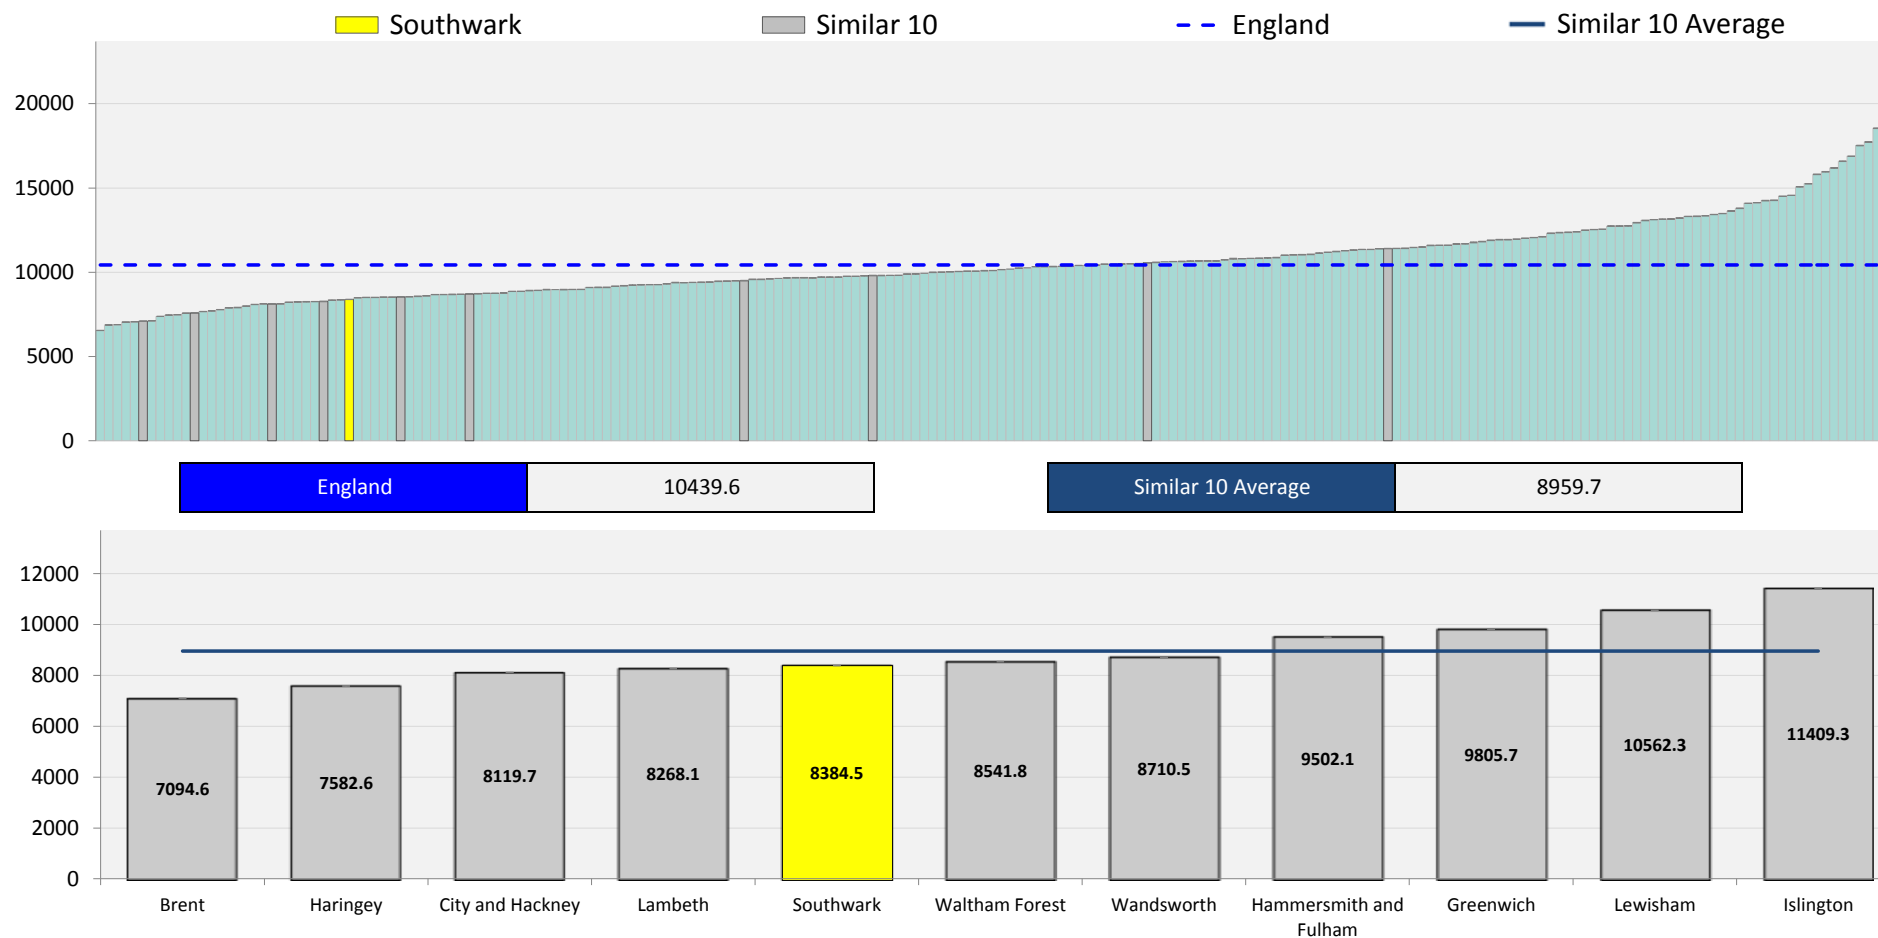 Southwark
Similar 10
England
Similar 10 Average
20000
15000
10000
5000
0
England
10439.6
Similar 10 Average
8959.7
12000
10000
8000
6000
4000
2000
0
7094.6
7582.6
8119.7
8268.1
8384.5
8541.8
8710.5
9502.1
9805.7
10562.3
11409.3
Brent
Haringey
City and Hackney
Lambeth
Southwark
Waltham Forest
Wandsworth
Hammersmith and
Fulham
Greenwich
Lewisham
Islington